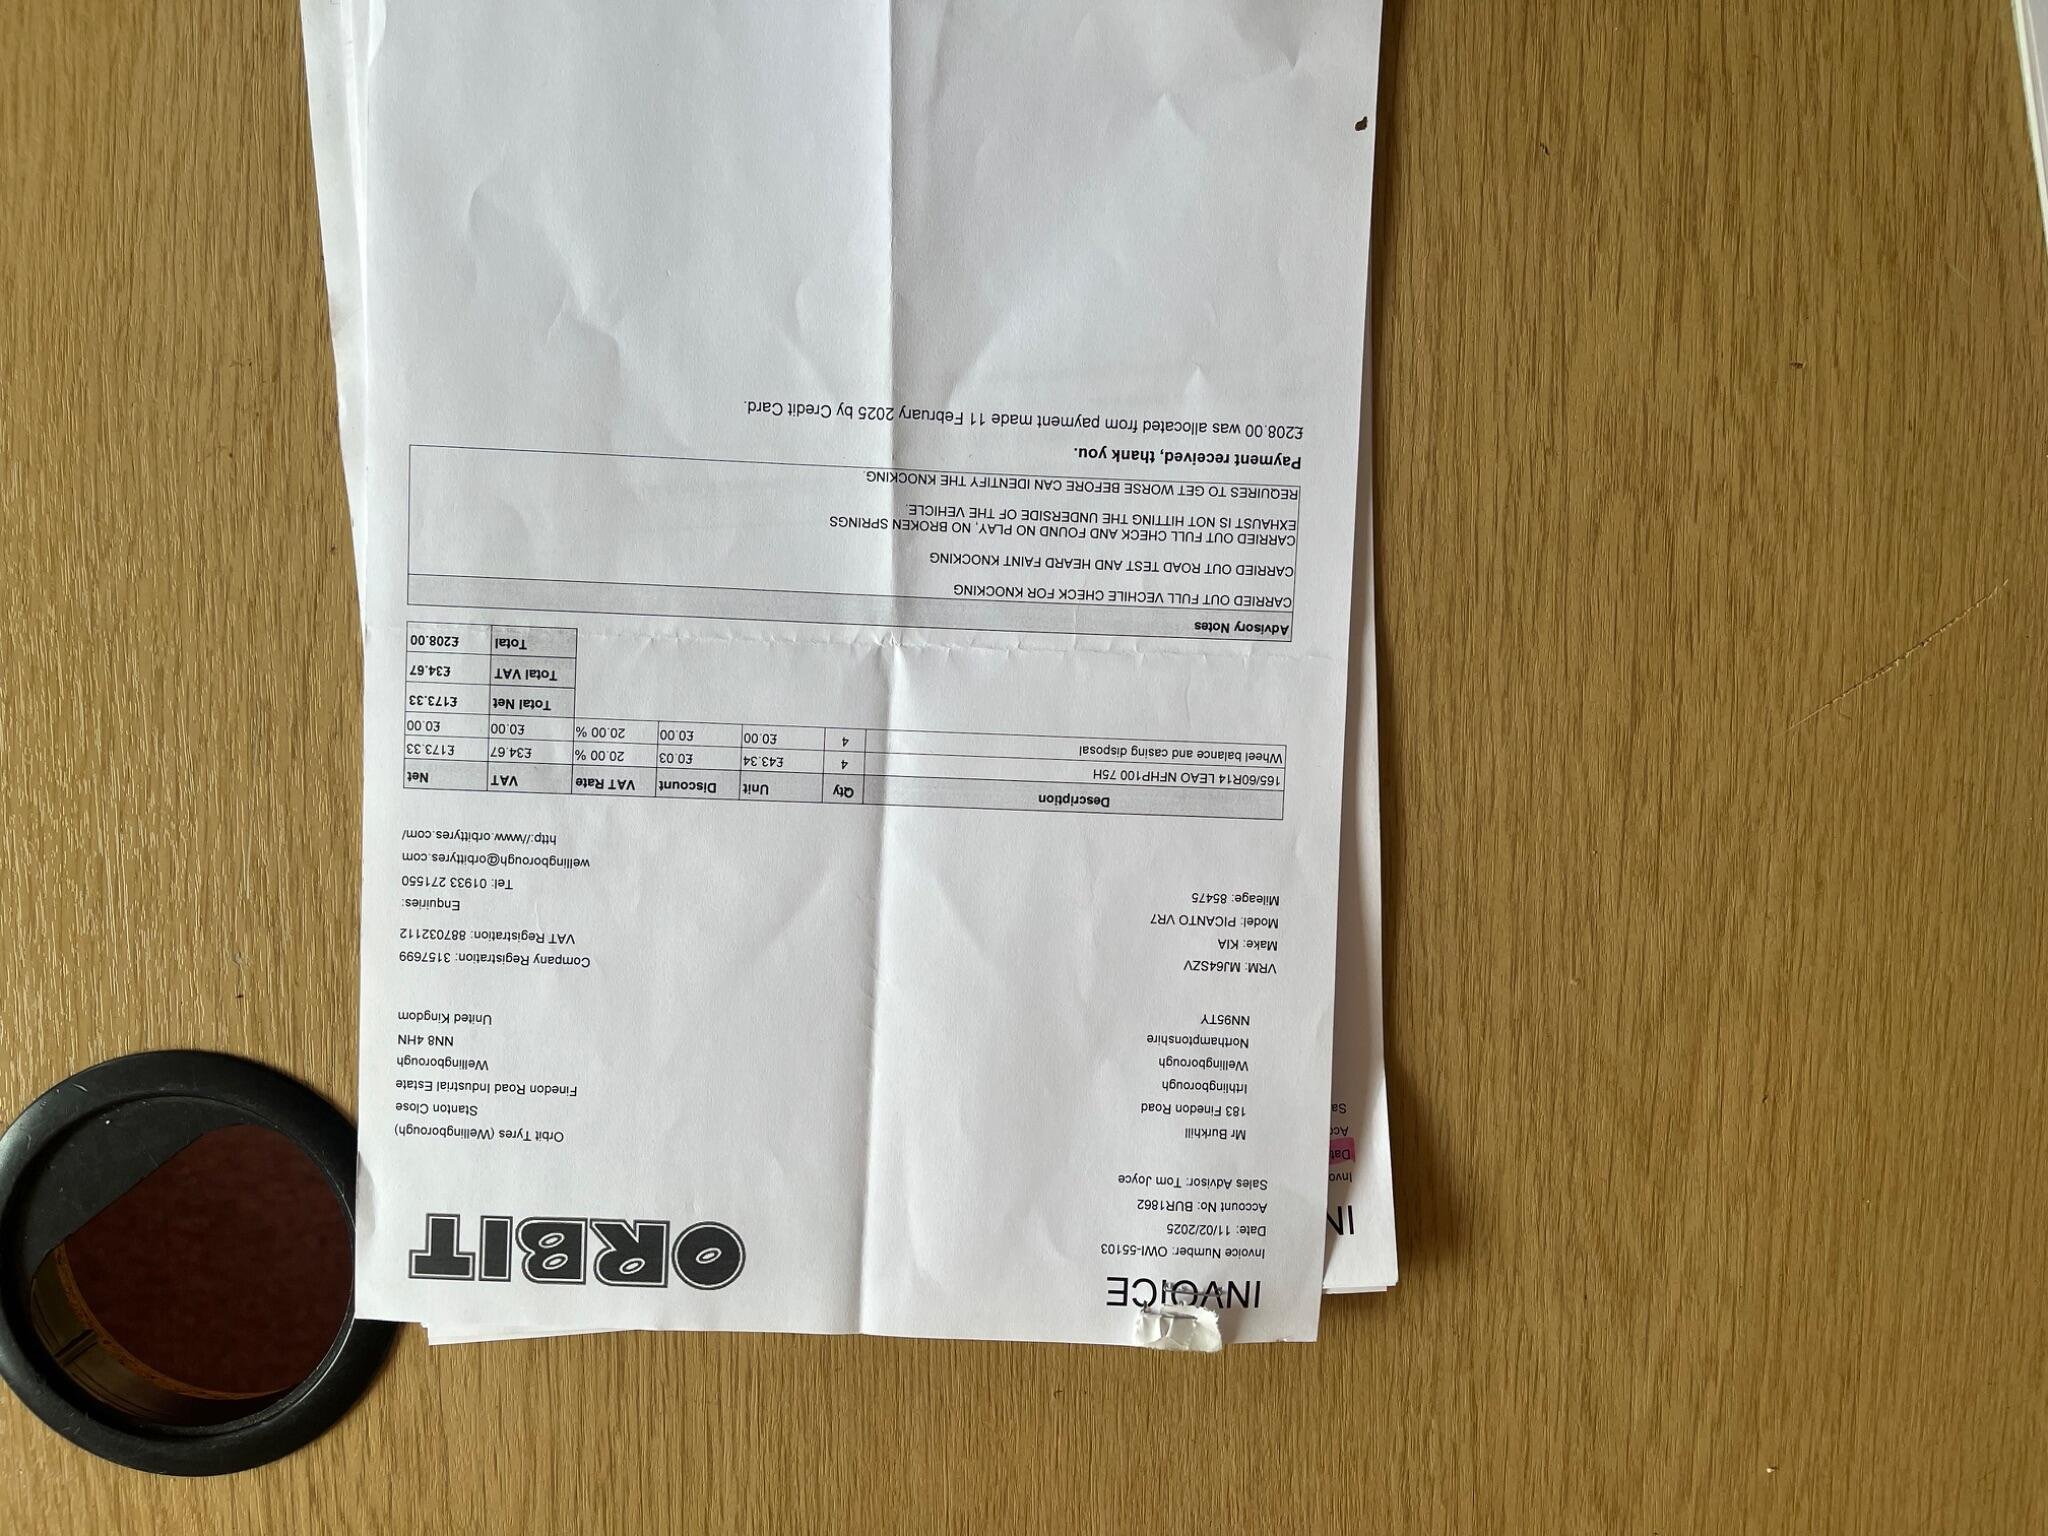 INVOICE
ORBIT
Invoice Number: OWI-55103
Date: 11/02/2025
Account No: BUR1862
Sales Advisor: Tom Joyce
Mr Burkhill
183 Finedon Road
Irthlingborough
Wellingborough
Northamptonshire
NN95TY
Orbit Tyres (Wellingborough)
Stanton Close
Finedon Road Industrial Estate
Wellingborough
NN8 4HN
United Kingdom
VRM: MJ64SZV
Make: KIA
Model: PICANTO VR7
Mileage: 85475
Company Registration: 3157699
VAT Registration: 887032112
Enquiries:
Tel: 01933 271550
wellingborough@orbittyres.com
http://www.orbittyres.com/
Description Qty Unit Discount VAT Rate VAT Net
165/60R14 LEAO NFHP100 75H 4 £43.34 £0.03 20.00 % £34.67 £173.33
Wheel balance and casing disposal 4 £0.00 £0.00 20.00 % £0.00 £0.00
Total Net £173.33
Total VAT £34.67
Total £208.00
Advisory Notes
CARRIED OUT FULL VECHILE CHECK FOR KNOCKING
CARRIED OUT ROAD TEST AND HEARD FAINT KNOCKING
CARRIED OUT FULL CHECK AND FOUND NO PLAY, NO BROKEN SPRINGS
EXHAUST IS NOT HITTING THE UNDERSIDE OF THE VEHICLE.
REQUIRES TO GET WORSE BEFORE CAN IDENTIFY THE KNOCKING.
Payment received, thank you.
£208.00 was allocated from payment made 11 February 2025 by Credit Card.
IN
Invo
Dat
Acc
Sa